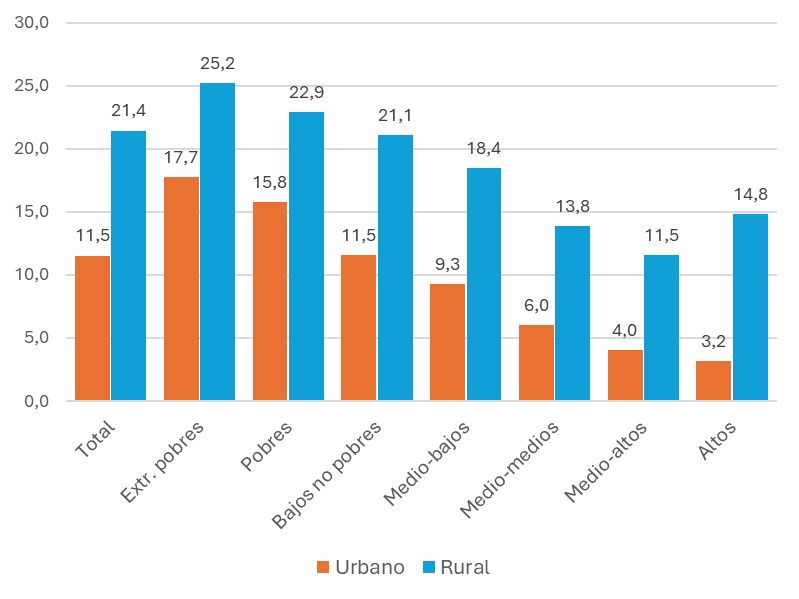 30,0
25,0
20,0
15,0
10,0
5,0
0,0
11,5
21,4
17,7
25,2
15,8
22,9
11,5
21,1
9,3
18,4
6,0
13,8
4,0
11,5
3,2
14,8
Total
Extr. pobres
Pobres
Bajos no pobres
Medio-bajos
Medio-medios
Medio-altos
Altos
Urbano Rural